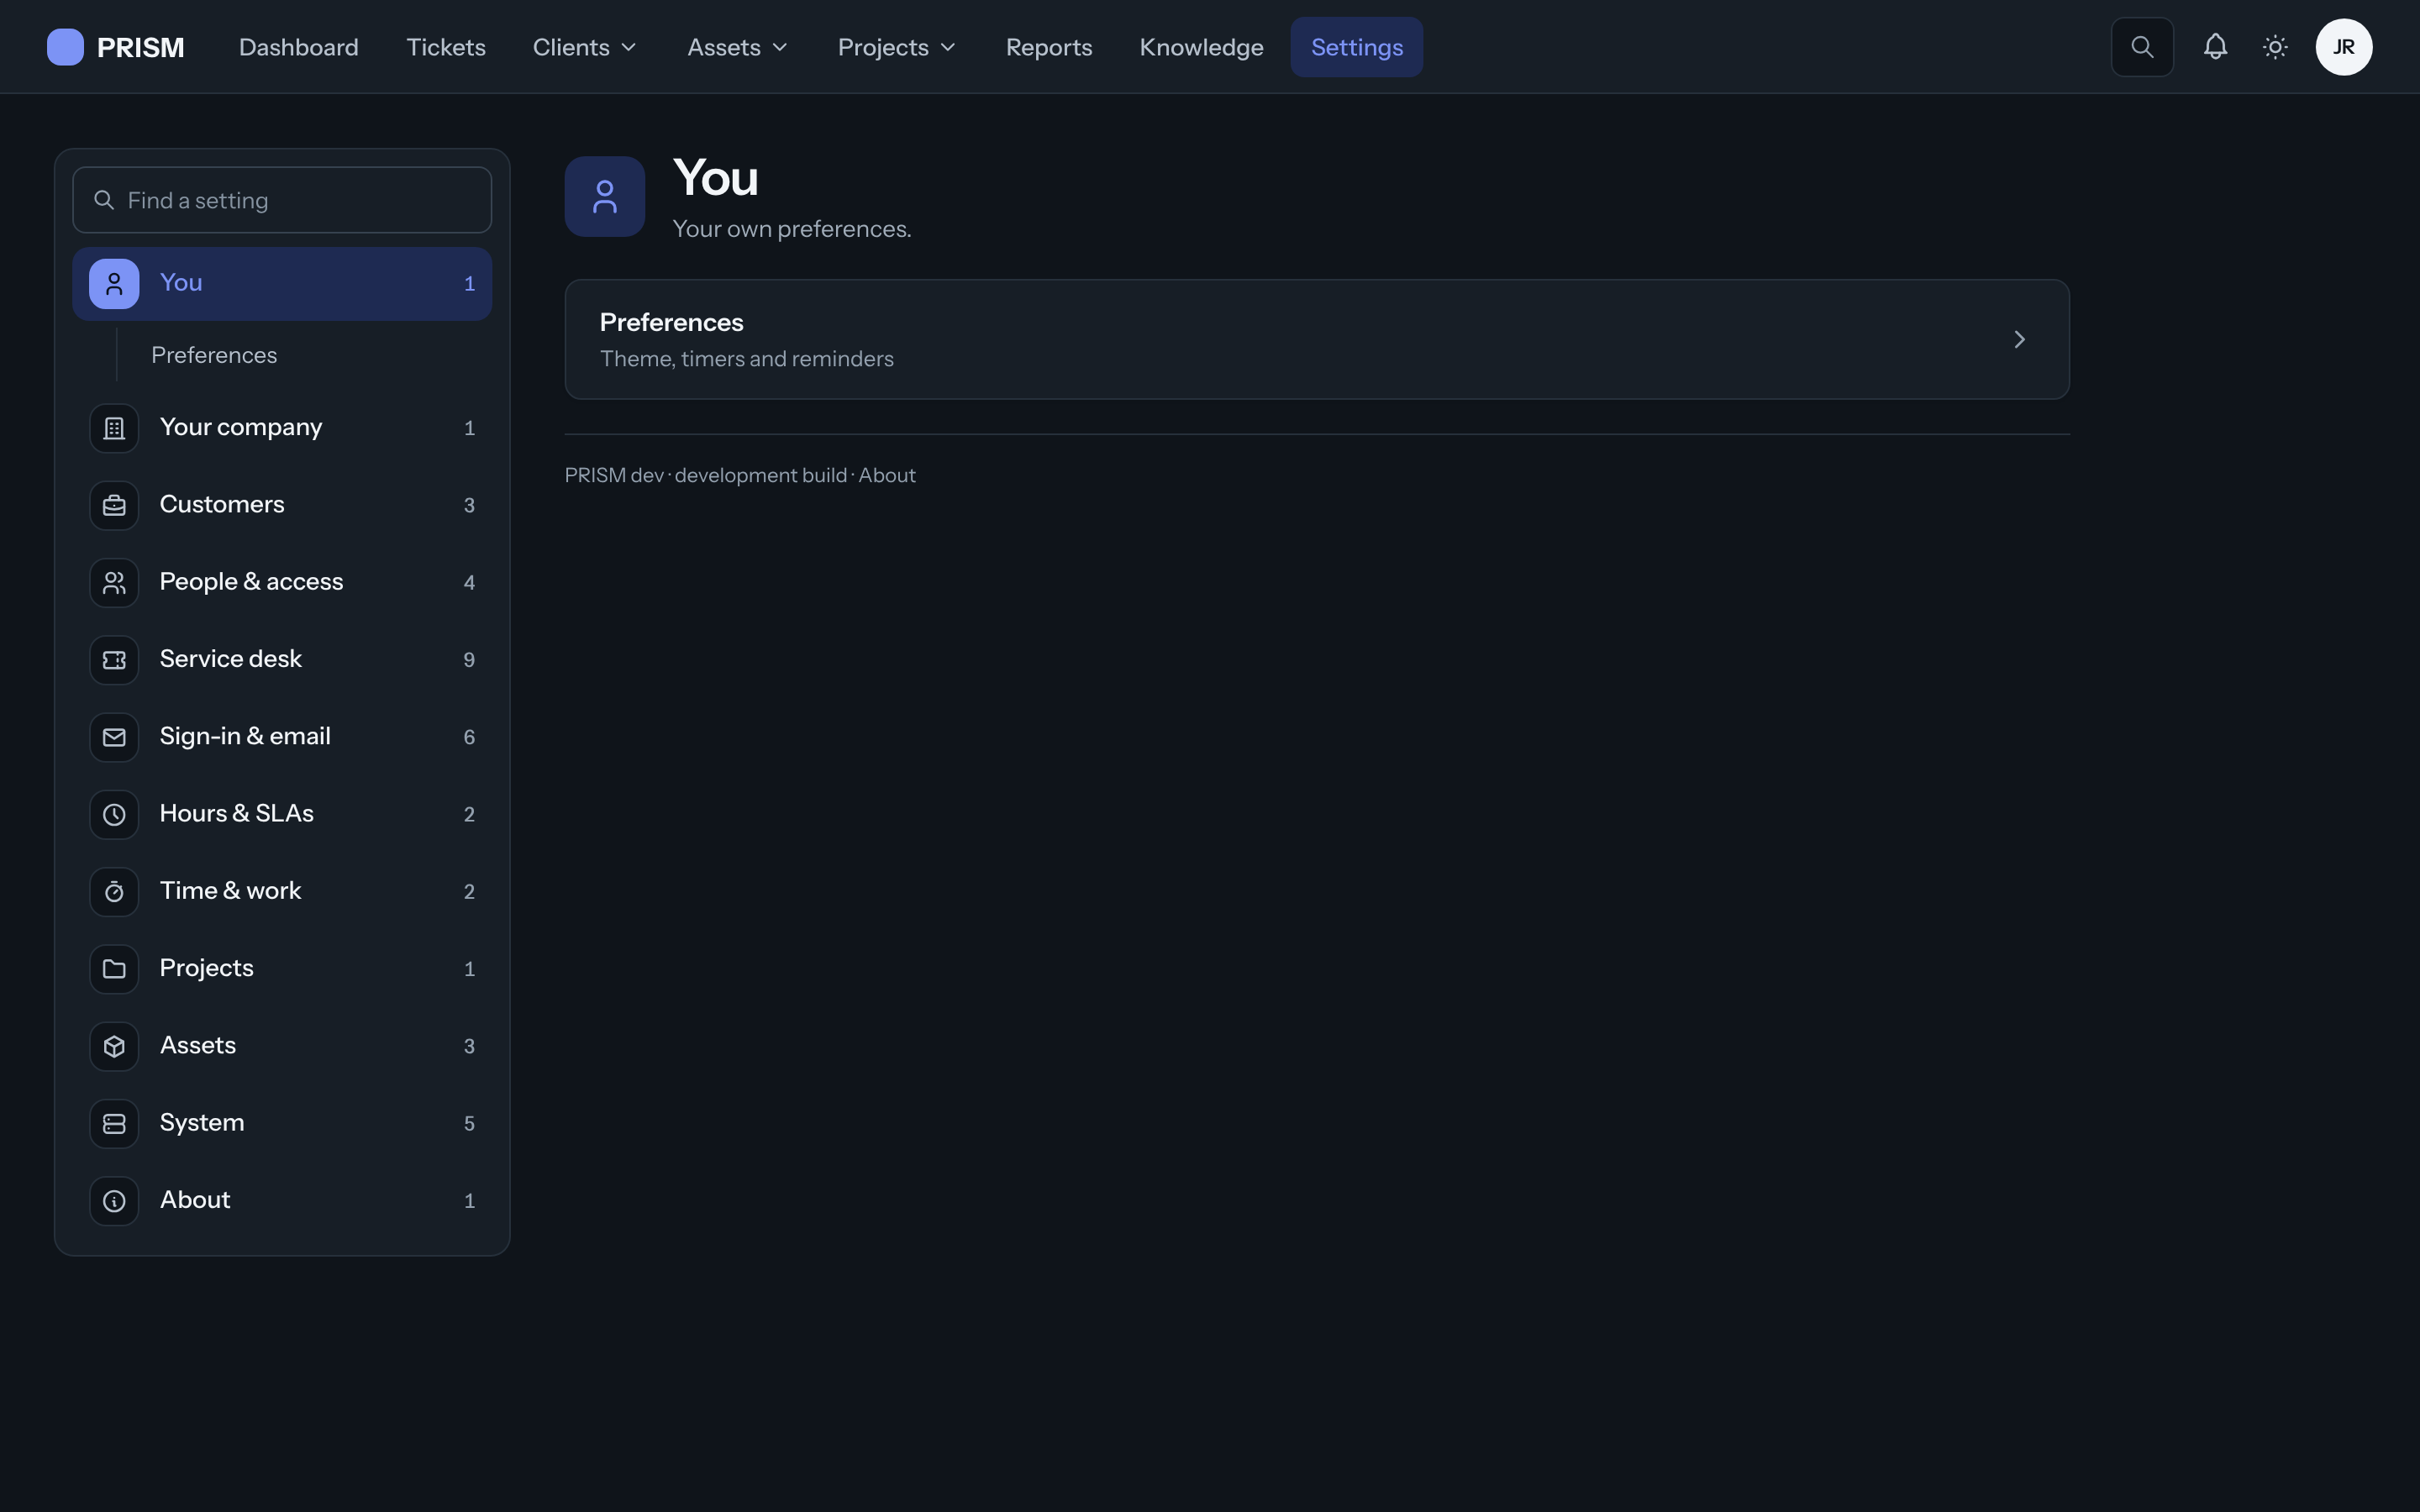 PRISM
Dashboard
Tickets
Clients
Assets
Projects
Reports
Knowledge
Settings
JR
Find a setting
You 1
Preferences
Your company 1
Customers 3
People & access 4
Service desk 9
Sign-in & email 6
Hours & SLAs 2
Time & work 2
Projects 1
Assets 3
System 5
About 1
You
Your own preferences.
Preferences
Theme, timers and reminders
PRISM dev · development build · About